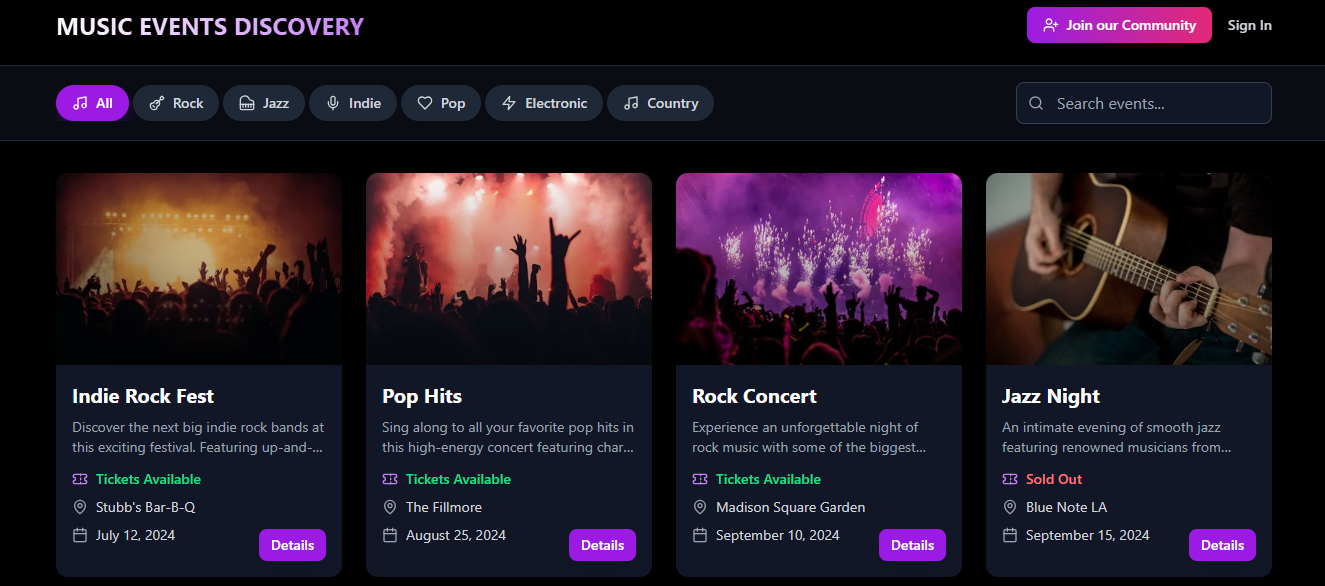 MUSIC EVENTS DISCOVERY
Join our Community
Sign In
All
Rock
Jazz
Indie
Pop
Electronic
Country
Search events...
Indie Rock Fest
Discover the next big indie rock bands at
this exciting festival. Featuring up-and-...
Tickets Available
Stubb's Bar-B-Q
July 12, 2024
Details
Pop Hits
Sing along to all your favorite pop hits in
this high-energy concert featuring char...
Tickets Available
The Fillmore
August 25, 2024
Details
Rock Concert
Experience an unforgettable night of
rock music with some of the biggest...
Tickets Available
Madison Square Garden
September 10, 2024
Details
Jazz Night
An intimate evening of smooth jazz
featuring renowned musicians from...
Sold Out
Blue Note LA
September 15, 2024
Details